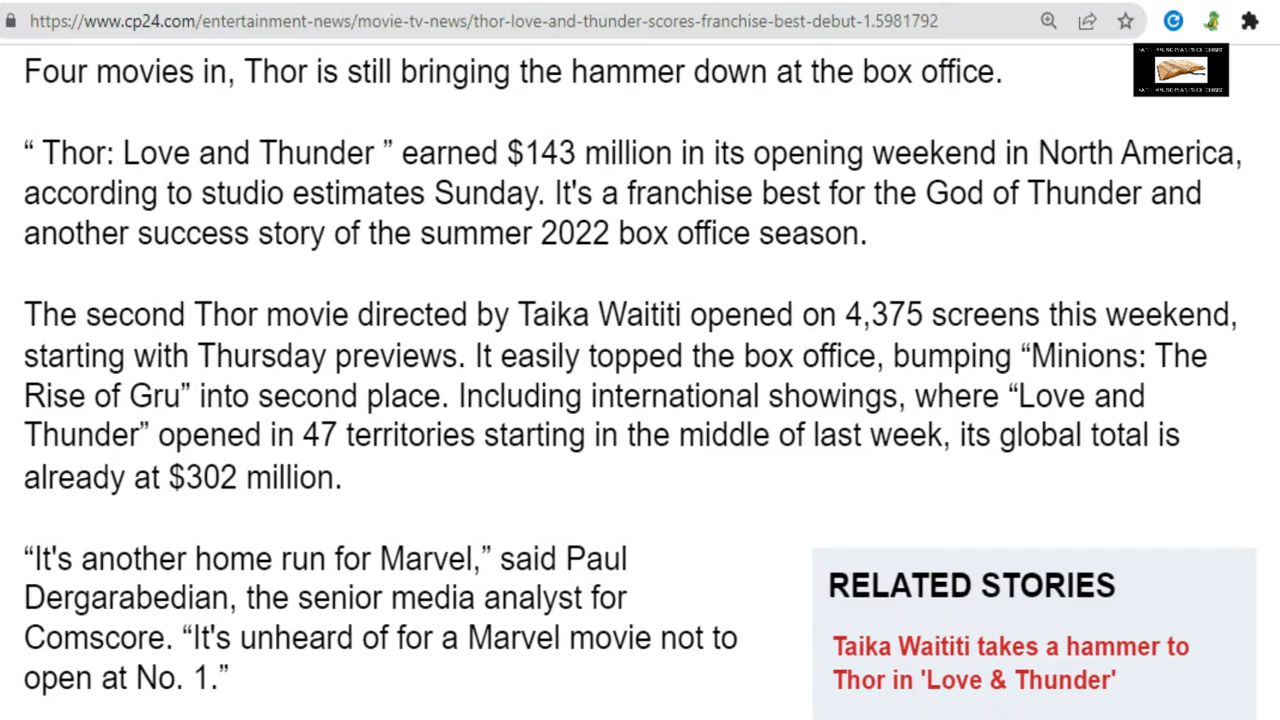 https://www.cp24.com/entertainment-news/movie-tv-news/thor-love-and-thunder-scores-franchise-best-debut-1.5981792
Four movies in, Thor is still bringing the hammer down at the box office.
“ Thor: Love and Thunder ” earned $143 million in its opening weekend in North America,
according to studio estimates Sunday. It's a franchise best for the God of Thunder and
another success story of the summer 2022 box office season.
The second Thor movie directed by Taika Waititi opened on 4,375 screens this weekend,
starting with Thursday previews. It easily topped the box office, bumping “Minions: The
Rise of Gru” into second place. Including international showings, where “Love and
Thunder” opened in 47 territories starting in the middle of last week, its global total is
already at $302 million.
“It's another home run for Marvel,” said Paul
Dergarabedian, the senior media analyst for
Comscore. “It's unheard of for a Marvel movie not to
open at No. 1.”
RELATED STORIES
Taika Waititi takes a hammer to
Thor in 'Love & Thunder'